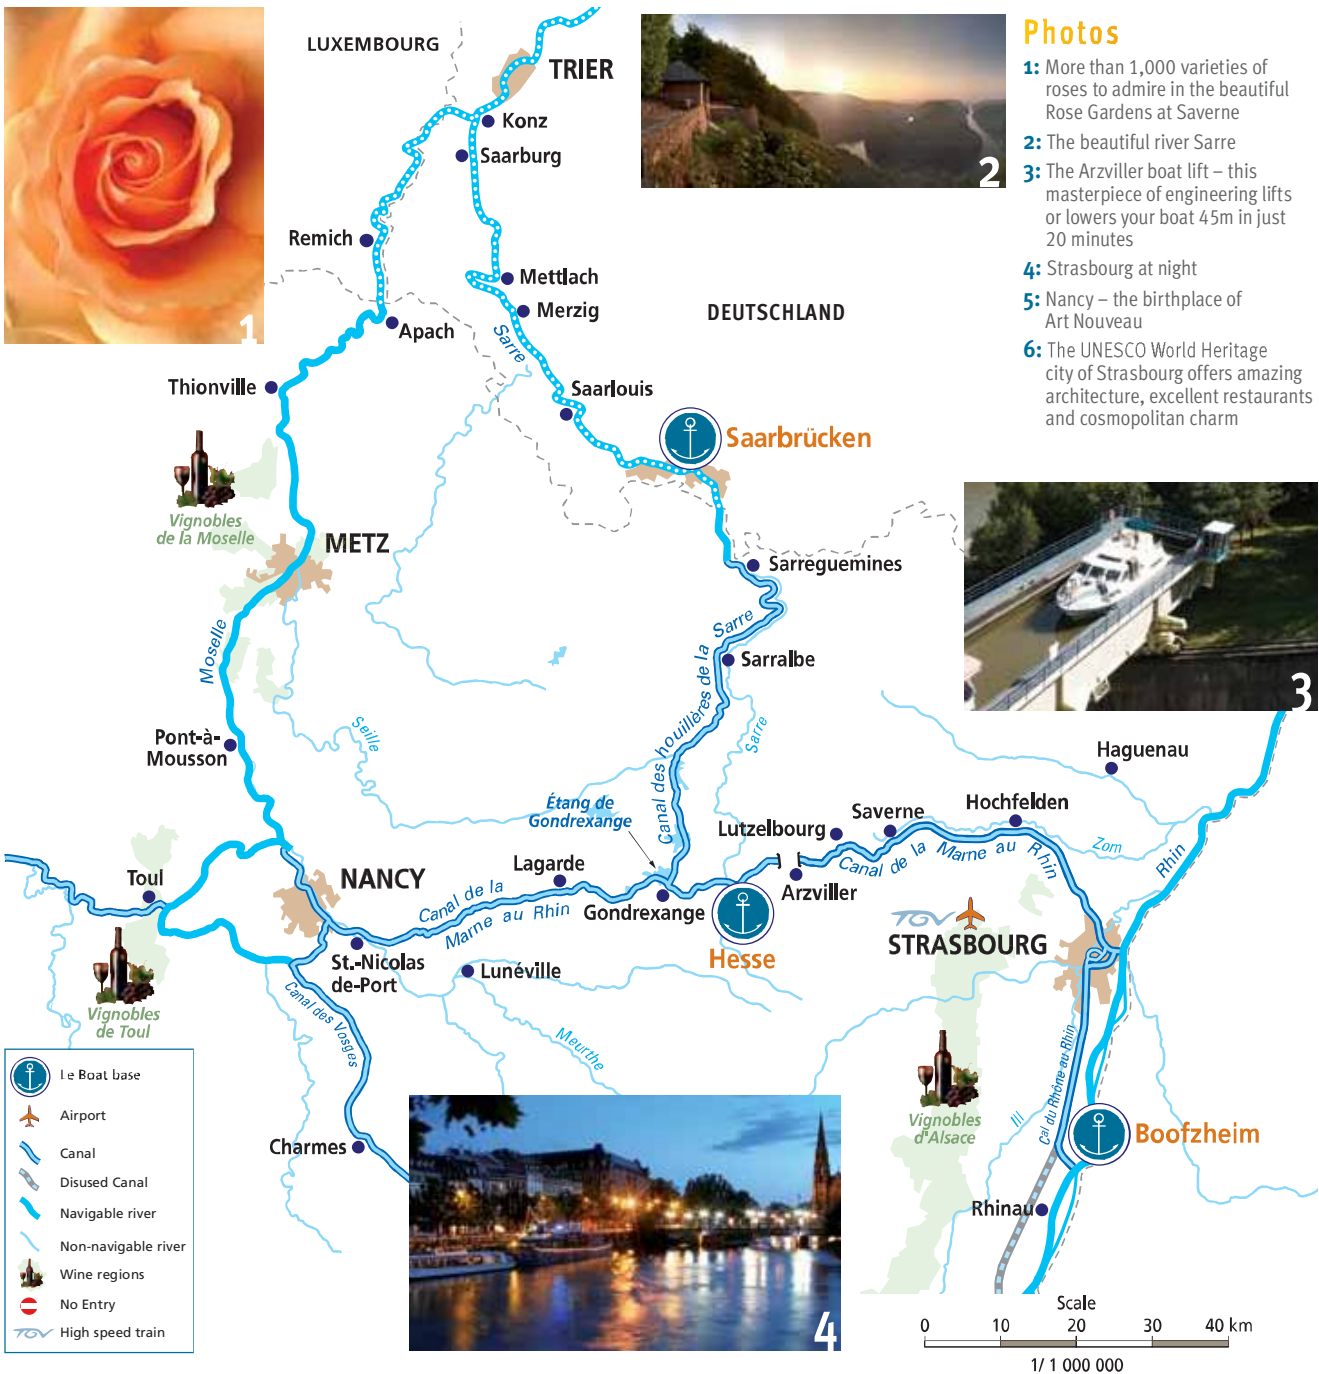 LUXEMBOURG
TRIER
Konz
Saarburg
Remich
Mettlach
Merzig
Apach
Sarre
DEUTSCHLAND
Thionville
Saarlouis
Saarbrücken
Vignobles
de la Moselle
METZ
Sarreguemines
Moselle
Canal des houillères de la Sarre
Sarralbe
Sarre
Seille
Pont-à-
Mousson
Haguenau
Étang de
Gondrexange
Lutzelbourg
Saverne
Hochfelden
Zorn
Rhin
Toul
NANCY
Lagarde
Canal de la
Marne au Rhin
Canal de la Marne au Rhin
Gondrexange
Arzviller
Hesse
TGV
STRASBOURG
St.-Nicolas
de-Port
Lunéville
Vignobles
de Toul
Canal des Vosges
Meurthe
Charmes
Cal du Rhône au Rhin
Ill
Vignobles
d'Alsace
Boofzheim
Rhinau
1
2
3
4
Photos
1: More than 1,000 varieties of
roses to admire in the beautiful
Rose Gardens at Saverne
2: The beautiful river Sarre
3: The Arzviller boat lift – this
masterpiece of engineering lifts
or lowers your boat 45m in just
20 minutes
4: Strasbourg at night
5: Nancy – the birthplace of
Art Nouveau
6: The UNESCO World Heritage
city of Strasbourg offers amazing
architecture, excellent restaurants
and cosmopolitan charm
Le Boat base
Airport
Canal
Disused Canal
Navigable river
Non-navigable river
Wine regions
No Entry
TGV High speed train
Scale
0 10 20 30 40 km
1/ 1 000 000